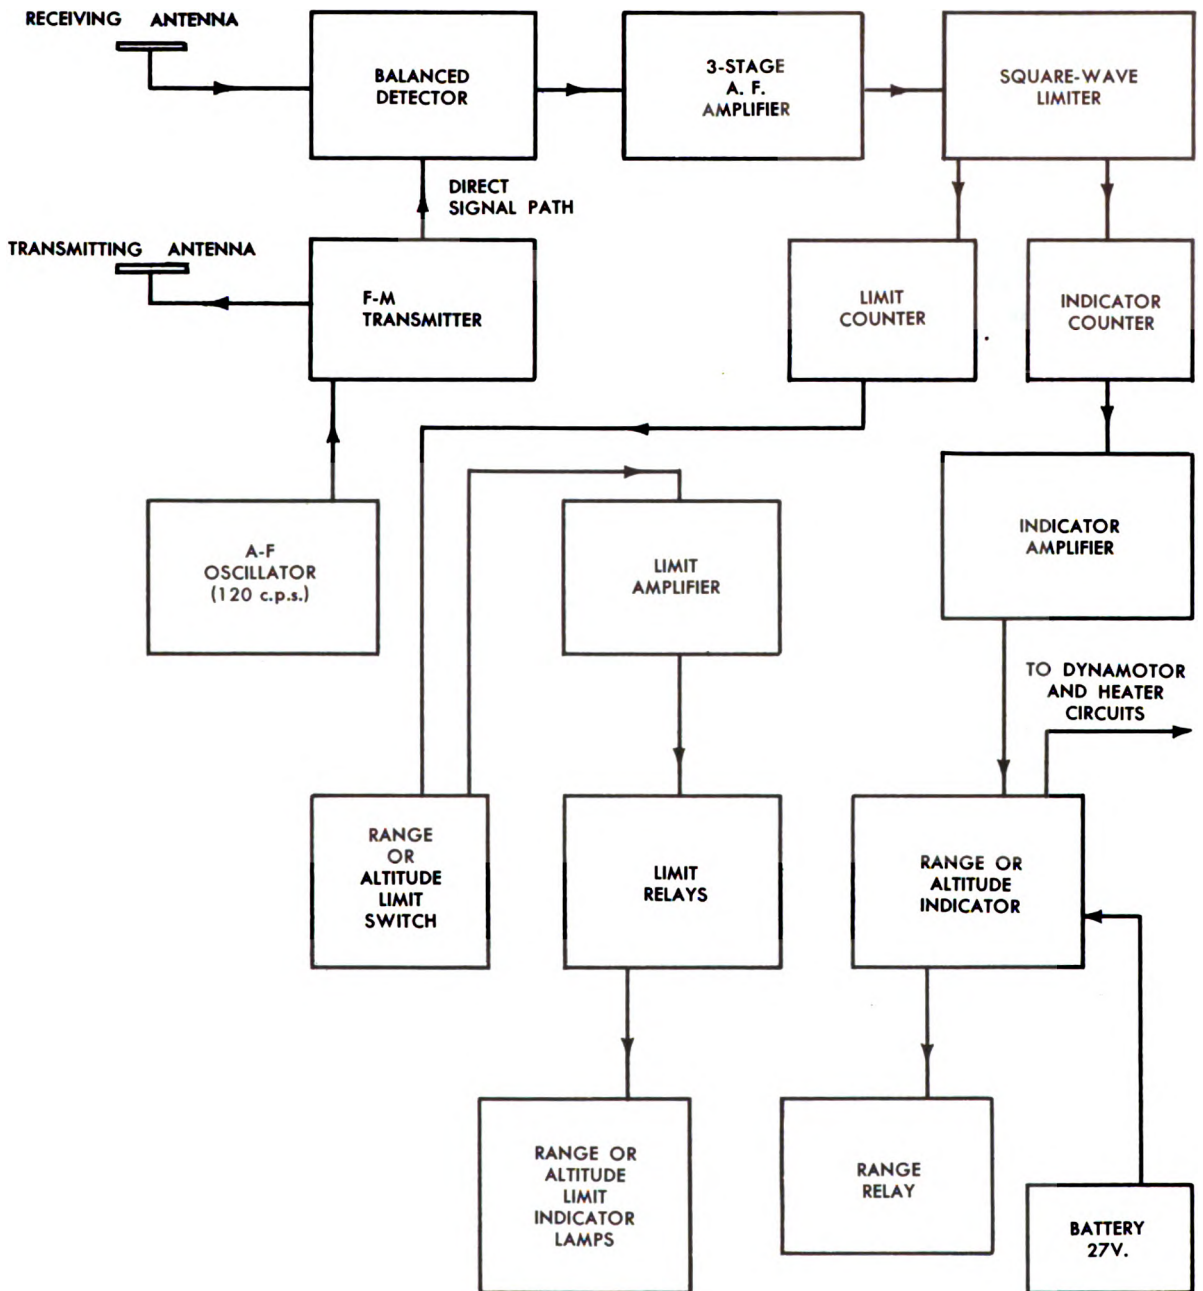 RECEIVING ANTENNA
BALANCED
DETECTOR
3-STAGE
A. F.
AMPLIFIER
SQUARE-WAVE
LIMITER
DIRECT
SIGNAL PATH
TRANSMITTING ANTENNA
F-M
TRANSMITTER
LIMIT
COUNTER
INDICATOR
COUNTER
A-F
OSCILLATOR
(120 c.p.s.)
LIMIT
AMPLIFIER
INDICATOR
AMPLIFIER
TO DYNAMOTOR
AND HEATER
CIRCUITS
RANGE
OR
ALTITUDE
LIMIT
SWITCH
LIMIT
RELAYS
RANGE OR
ALTITUDE
INDICATOR
RANGE OR
ALTITUDE
LIMIT
INDICATOR
LAMPS
RANGE
RELAY
BATTERY
27V.